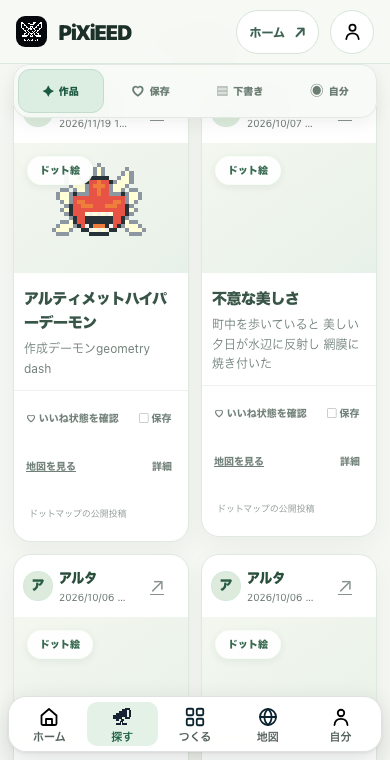 PiXiEED
ホーム
作品
保存
下書き
自分
2026/11/19 1...
2026/10/07 ...
ドット絵
ドット絵
アルティメットハイパ
ーデーモン
作成デーモンgeometry
dash
不意な美しさ
町中を歩いていると 美しい
夕日が水辺に反射し 網膜に
焼き付いた
いいね状態を確認
保存
地図を見る
詳細
ドットマップの公開投稿
いいね状態を確認
保存
地図を見る
詳細
ドットマップの公開投稿
ア
アルタ
2026/10/06 ...
ドット絵
ア
アルタ
2026/10/06 ...
ドット絵
ホーム
探す
つくる
地図
自分